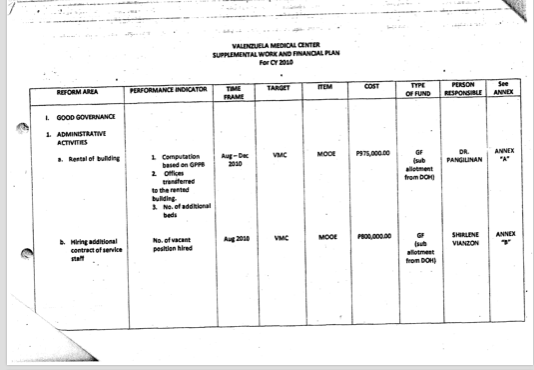 VALENZUELA MEDICAL CENTER
SUPPLEMENTAL WORK AND FINANCIAL PLAN
For CY 2010
REFORM AREA PERFORMANCE INDICATOR TIME FRAME TARGET ITEM COST TYPE OF FUND PERSON RESPONSIBLE See ANNEX
I. GOOD GOVERNANCE
1. ADMINISTRATIVE
ACTIVITIES
a. Rental of building 1. Computation Aug – Dec VMC MOOE P975,000.00 GF DR. ANNEX
based on GPPB 2010 (sub PANGILINAN "A"
2. Offices allotment
transferred from DOH)
to the rented
building.
3. No. of additional
beds
b. Hiring additional No. of vacant Aug 2010 VMC MOOE P800,000.00 GF SHIRLENE ANNEX
contract of service position hired (sub VIANZON "B"
staff allotment
from DOH)